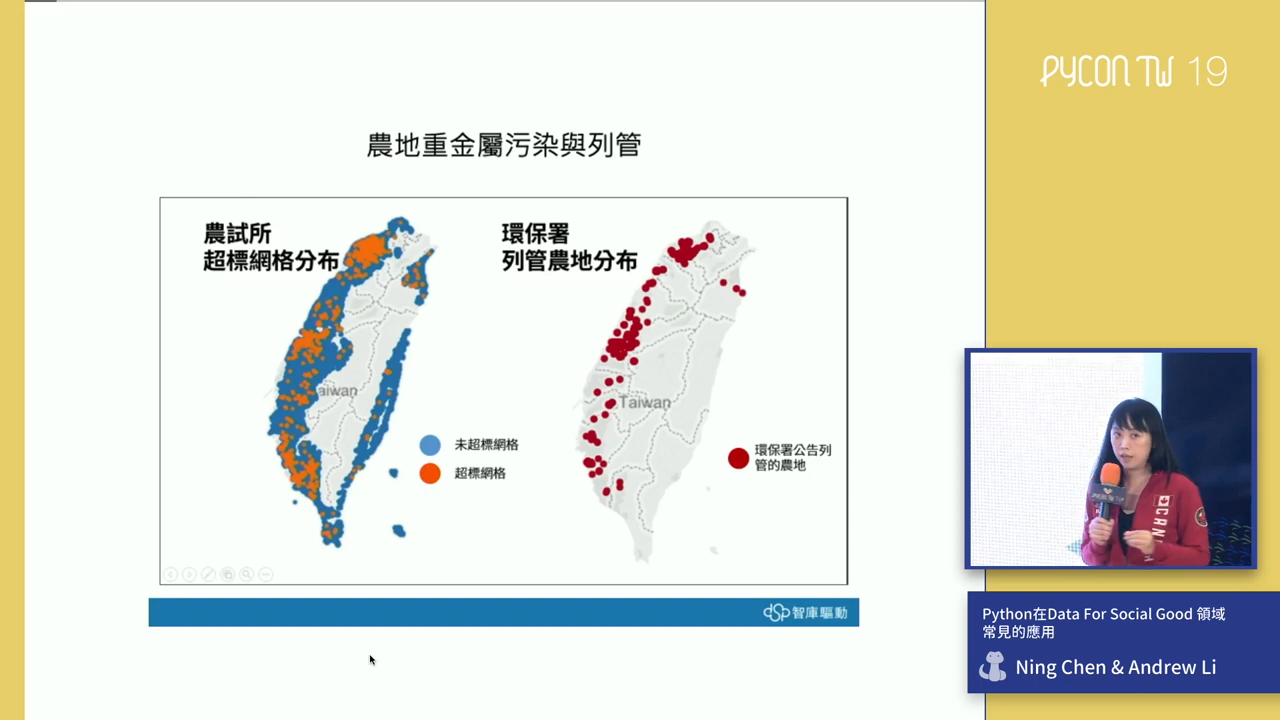 PYCON TW 19
農地重金屬污染與列管
農試所
超標網格分布
環保署
列管農地分布
aiwan
Taiwan
未超標網格
超標網格
環保署公告列
管的農地
dsp智庫驅動
Python在Data For Social Good 領域
常見的應用
Ning Chen & Andrew Li